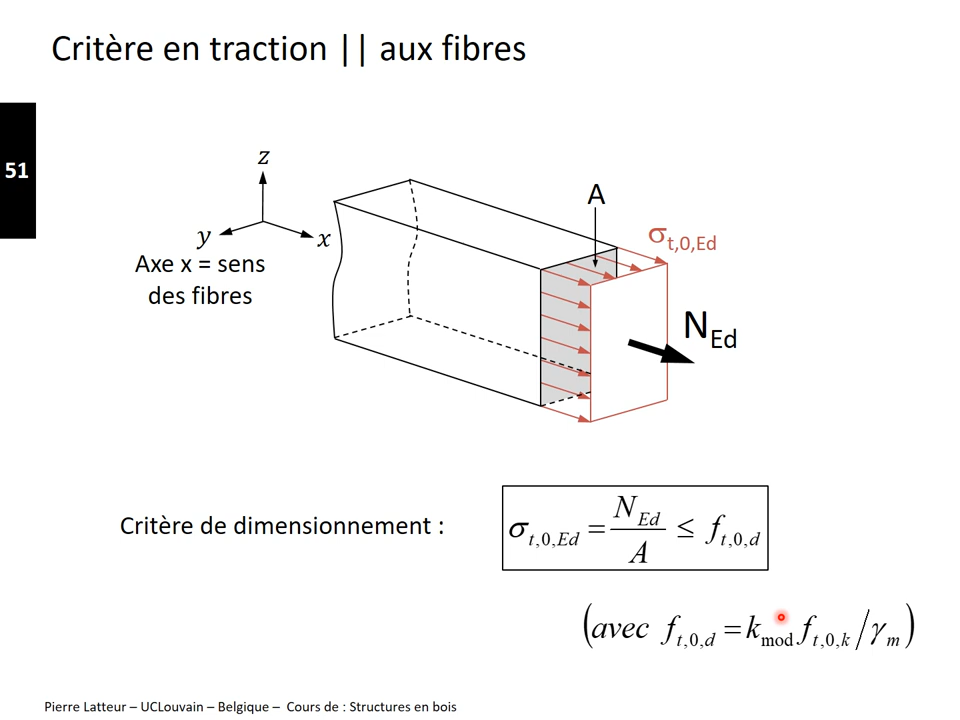 Critère en traction || aux fibres
51
z
y
x
Axe x = sens
des fibres
A
σt,0,Ed
NEd
Critère de dimensionnement :
σt,0,Ed = NEd / A ≤ ft,0,d
(avec ft,0,d = kmod ft,0,k / γm)
Pierre Latteur – UCLouvain – Belgique – Cours de : Structures en bois